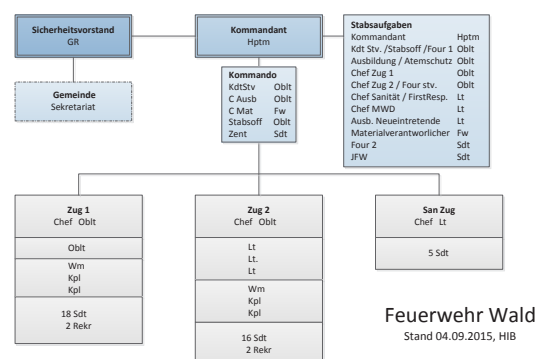 Sicherheitsvorstand
GR
Kommandant
Hptm
Stabsaufgaben
Kommandant Hptm
Kdt Stv. /Stabsoff /Four 1 Oblt
Ausbildung / Atemschutz Oblt
Chef Zug 1 Oblt
Chef Zug 2 / Four stv. Oblt
Chef Sanität / FirstResp. Lt
Chef MWD Lt
Ausb. Neueintretende Lt
Materialverantworlicher Fw
Four 2 Sdt
JFW Sdt
Gemeinde
Sekretariat
Kommando
KdtStv Oblt
C Ausb Oblt
C Mat Fw
Stabsoff Oblt
Zent Sdt
Zug 1
Chef Oblt
Oblt
Wm
Kpl
Kpl
18 Sdt
2 Rekr
Zug 2
Chef Oblt
Lt
Lt.
Lt
Wm
Kpl
Kpl
16 Sdt
2 Rekr
San Zug
Chef Lt
5 Sdt
Feuerwehr Wald
Stand 04.09.2015, HIB